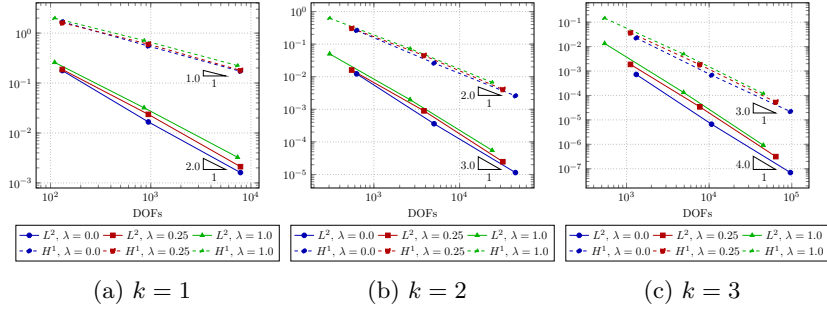 10^0
10^{-1}
10^{-2}
10^{-3}
10^2 10^3 10^4
DOFs
1.0
1
2.0
1
L^2, λ = 0.0 L^2, λ = 0.25 L^2, λ = 1.0
H^1, λ = 0.0 H^1, λ = 0.25 H^1, λ = 1.0
(a) k = 1
10^0
10^{-1}
10^{-2}
10^{-3}
10^{-4}
10^{-5}
10^3 10^4
DOFs
2.0
1
3.0
1
L^2, λ = 0.0 L^2, λ = 0.25 L^2, λ = 1.0
H^1, λ = 0.0 H^1, λ = 0.25 H^1, λ = 1.0
(b) k = 2
10^{-1}
10^{-2}
10^{-3}
10^{-4}
10^{-5}
10^{-6}
10^{-7}
10^3 10^4 10^5
DOFs
3.0
1
4.0
1
L^2, λ = 0.0 L^2, λ = 0.25 L^2, λ = 1.0
H^1, λ = 0.0 H^1, λ = 0.25 H^1, λ = 1.0
(c) k = 3